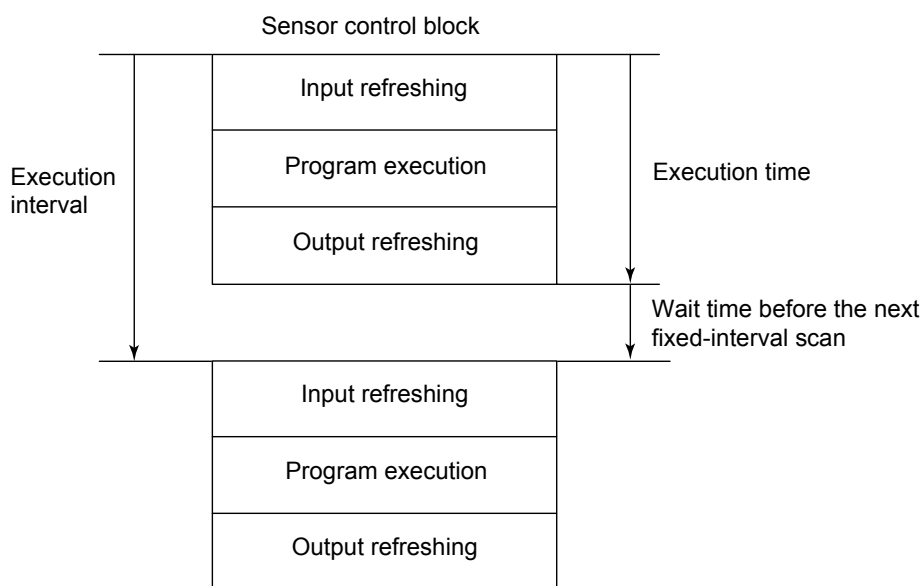 Sensor control block
Input refreshing
Program execution
Execution
interval
Execution time
Output refreshing
Wait time before the next
fixed-interval scan
Input refreshing
Program execution
Output refreshing